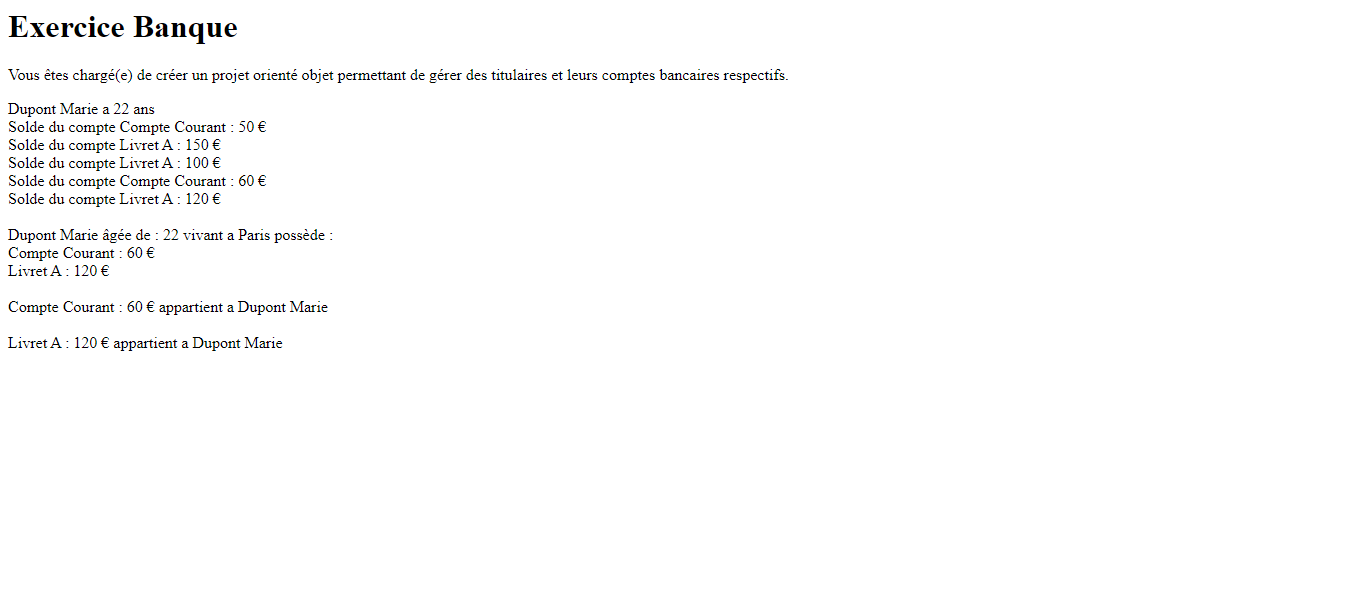 Exercice Banque
Vous êtes chargé(e) de créer un projet orienté objet permettant de gérer des titulaires et leurs comptes bancaires respectifs.
Dupont Marie a 22 ans
Solde du compte Compte Courant : 50 €
Solde du compte Livret A : 150 €
Solde du compte Livret A : 100 €
Solde du compte Compte Courant : 60 €
Solde du compte Livret A : 120 €
Dupont Marie âgée de : 22 vivant a Paris possède :
Compte Courant : 60 €
Livret A : 120 €
Compte Courant : 60 € appartient a Dupont Marie
Livret A : 120 € appartient a Dupont Marie